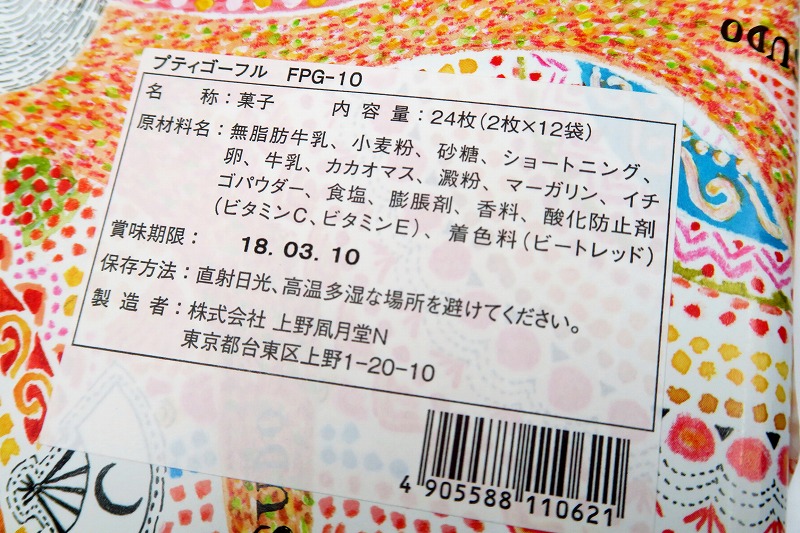 UDO
プティゴーフル FPG-10
名 称：菓子 内 容 量：24枚(2枚×12袋)
原材料名：無脂肪牛乳、小麦粉、砂糖、ショートニング、
卵、牛乳、カカオマス、澱粉、マーガリン、イチ
ゴパウダー、食塩、膨脹剤、香料、酸化防止剤
(ビタミンC、ビタミンE)、着色料(ビートレッド)
賞味期限： 18.03.10
保存方法：直射日光、高温多湿な場所を避けてください。
製 造 者：株式会社 上野凮月堂N
東京都台東区上野1-20-10
4 905588 110621